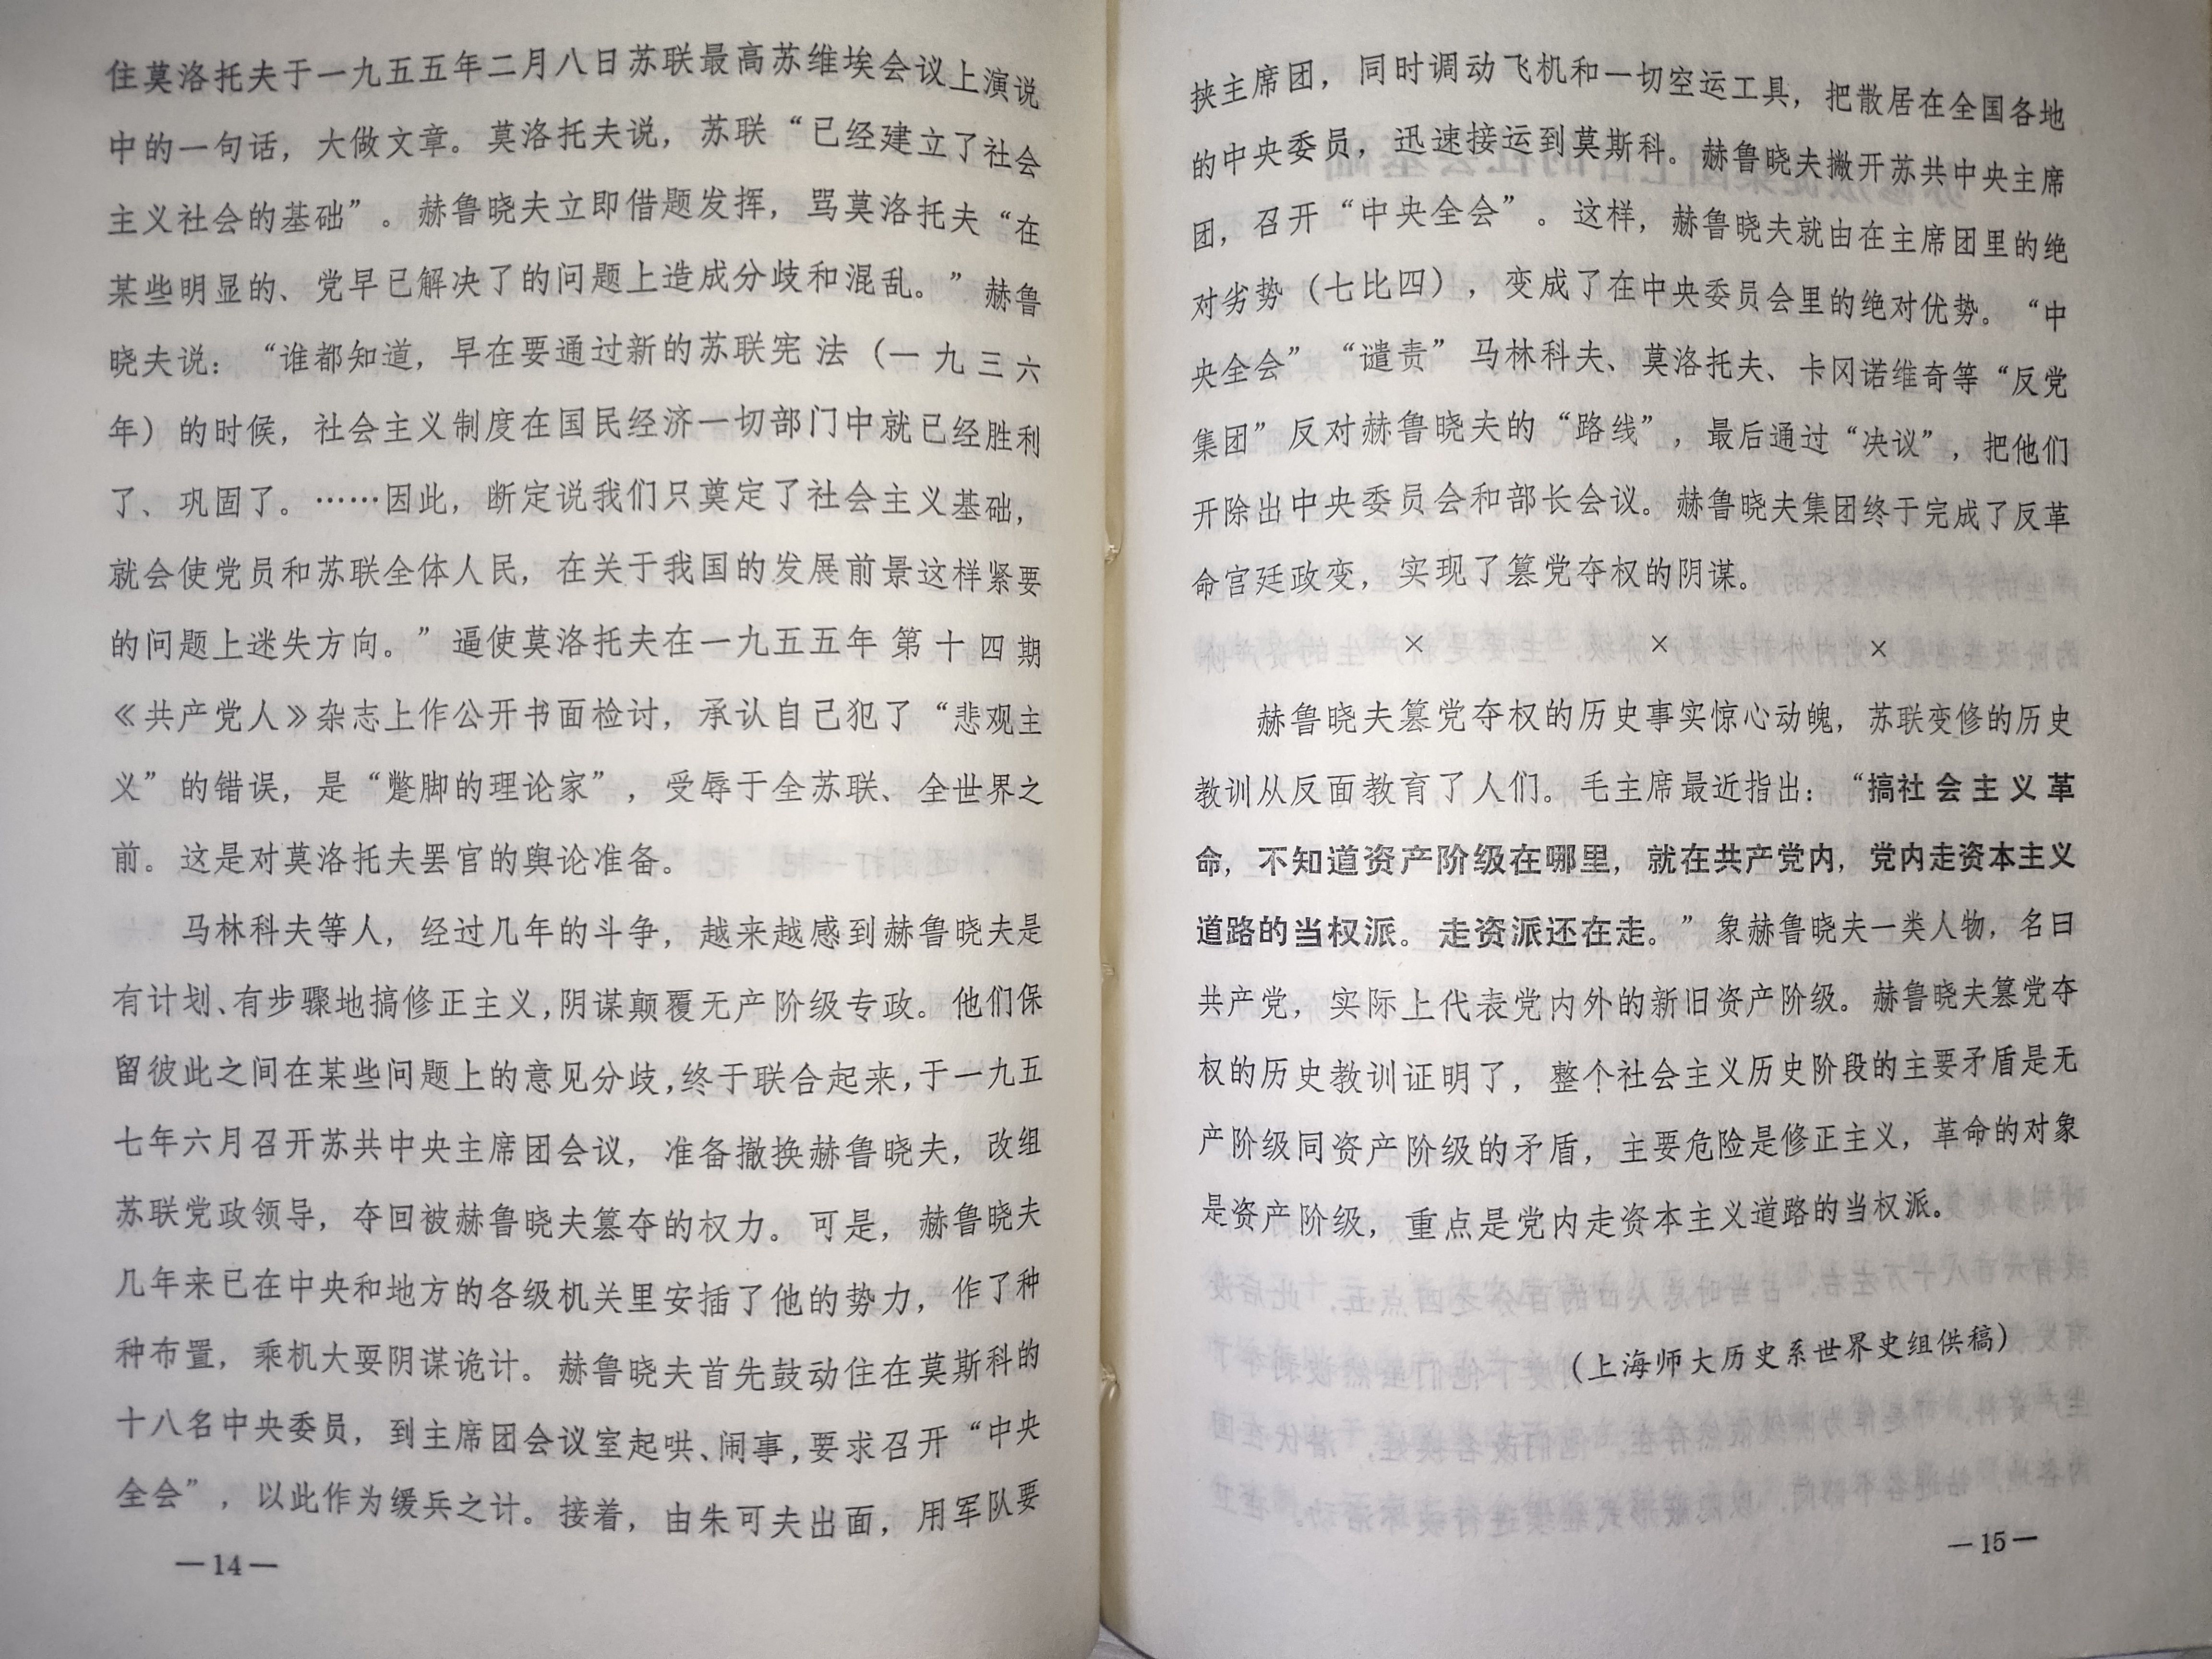 住莫洛托夫于一九五五年二月八日苏联最高苏维埃会议上演说
中的一句话，大做文章。莫洛托夫说，苏联“已经建立了社会
主义社会的基础”。赫鲁晓夫立即借题发挥，骂莫洛托夫“在
某些明显的、党早已解决了的问题上造成分歧和混乱。”赫鲁
晓夫说：“谁都知道，早在要通过新的苏联宪法（一九三六
年）的时候，社会主义制度在国民经济一切部门中就已经胜利
了、巩固了。……因此，断定说我们只奠定了社会主义基础，
就会使党员和苏联全体人民，在关于我国的发展前景这样紧要
的问题上迷失方向。”逼使莫洛托夫在一九五五年第十四期
《共产党人》杂志上作公开书面检讨，承认自己犯了“悲观主
义”的错误，是“蹩脚的理论家”，受辱于全苏联、全世界之
前。这是对莫洛托夫罢官的舆论准备。
马林科夫等人，经过几年的斗争，越来越感到赫鲁晓夫是
有计划、有步骤地搞修正主义，阴谋颠覆无产阶级专政。他们保
留彼此之间在某些问题上的意见分歧，终于联合起来，于一九五
七年六月召开苏共中央主席团会议，准备撤换赫鲁晓夫，改组
苏联党政领导，夺回被赫鲁晓夫篡夺的权力。可是，赫鲁晓夫
几年来已在中央和地方的各级机关里安插了他的势力，作了种
种布置，乘机大耍阴谋诡计。赫鲁晓夫首先鼓动住在莫斯科的
十八名中央委员，到主席团会议室起哄、闹事，要求召开“中央
全会”，以此作为缓兵之计。接着，由朱可夫出面，用军队要
—14—
挟主席团，同时调动飞机和一切空运工具，把散居在全国各地
的中央委员，迅速接运到莫斯科。赫鲁晓夫撇开苏共中央主席
团，召开“中央全会”。这样，赫鲁晓夫就由在主席团里的绝
对劣势（七比四），变成了在中央委员会里的绝对优势。“中
央全会”“谴责”马林科夫、莫洛托夫、卡冈诺维奇等“反党
集团”反对赫鲁晓夫的“路线”，最后通过“决议”，把他们
开除出中央委员会和部长会议。赫鲁晓夫集团终于完成了反革
命宫廷政变，实现了篡党夺权的阴谋。
× × ×
赫鲁晓夫篡党夺权的历史事实惊心动魄，苏联变修的历史
教训从反面教育了人们。毛主席最近指出：“搞社会主义革
命，不知道资产阶级在哪里，就在共产党内，党内走资本主义
道路的当权派。走资派还在走。”象赫鲁晓夫一类人物，名曰
共产党，实际上代表党内外的新旧资产阶级。赫鲁晓夫篡党夺
权的历史教训证明了，整个社会主义历史阶段的主要矛盾是无
产阶级同资产阶级的矛盾，主要危险是修正主义，革命的对象
是资产阶级，重点是党内走资本主义道路的当权派。
（上海师大历史系世界史组供稿）
—15—